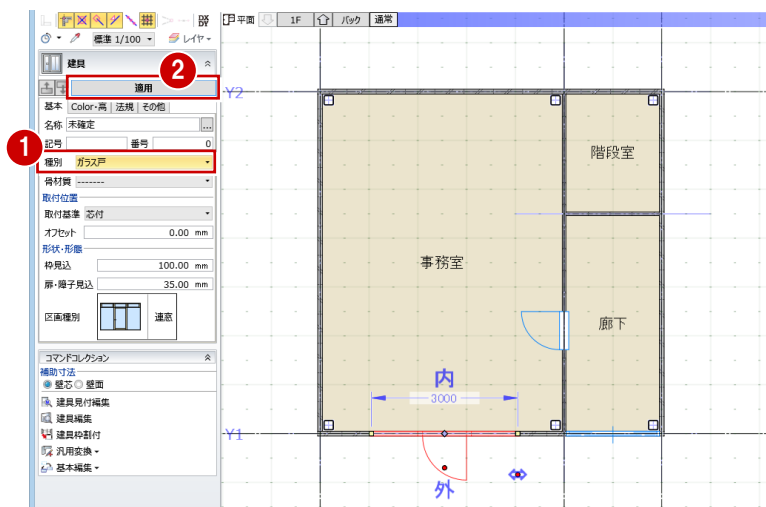 DX 平面 1F バック 通常
標準 1/100 レイヤ
建具
2
適用
基本 Color・高 法規 その他
名称 未確定 ...
1
記号 番号 0
種別 ガラス戸
骨材質 -------
取付位置
取付基準 芯付
オフセット 0.00 mm
形状・形態
枠見込 100.00 mm
扉・障子見込 35.00 mm
区画種別 連窓
コマンドコレクション
補助寸法
壁芯 壁面
建具見付編集
建具編集
建具枠割付
汎用変換
基本編集
Y2
階段室
事務室
廊下
内
3000
Y1
外